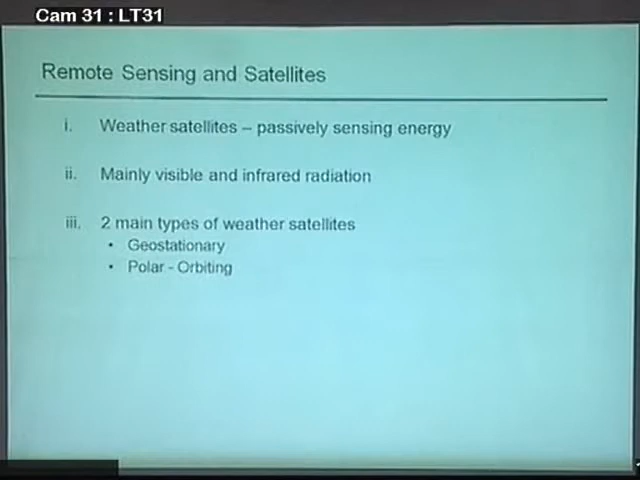 Cam 31 : LT31
Remote Sensing and Satellites
i. Weather satellites – passively sensing energy
ii. Mainly visible and infrared radiation
iii. 2 main types of weather satellites
• Geostationary
• Polar - Orbiting